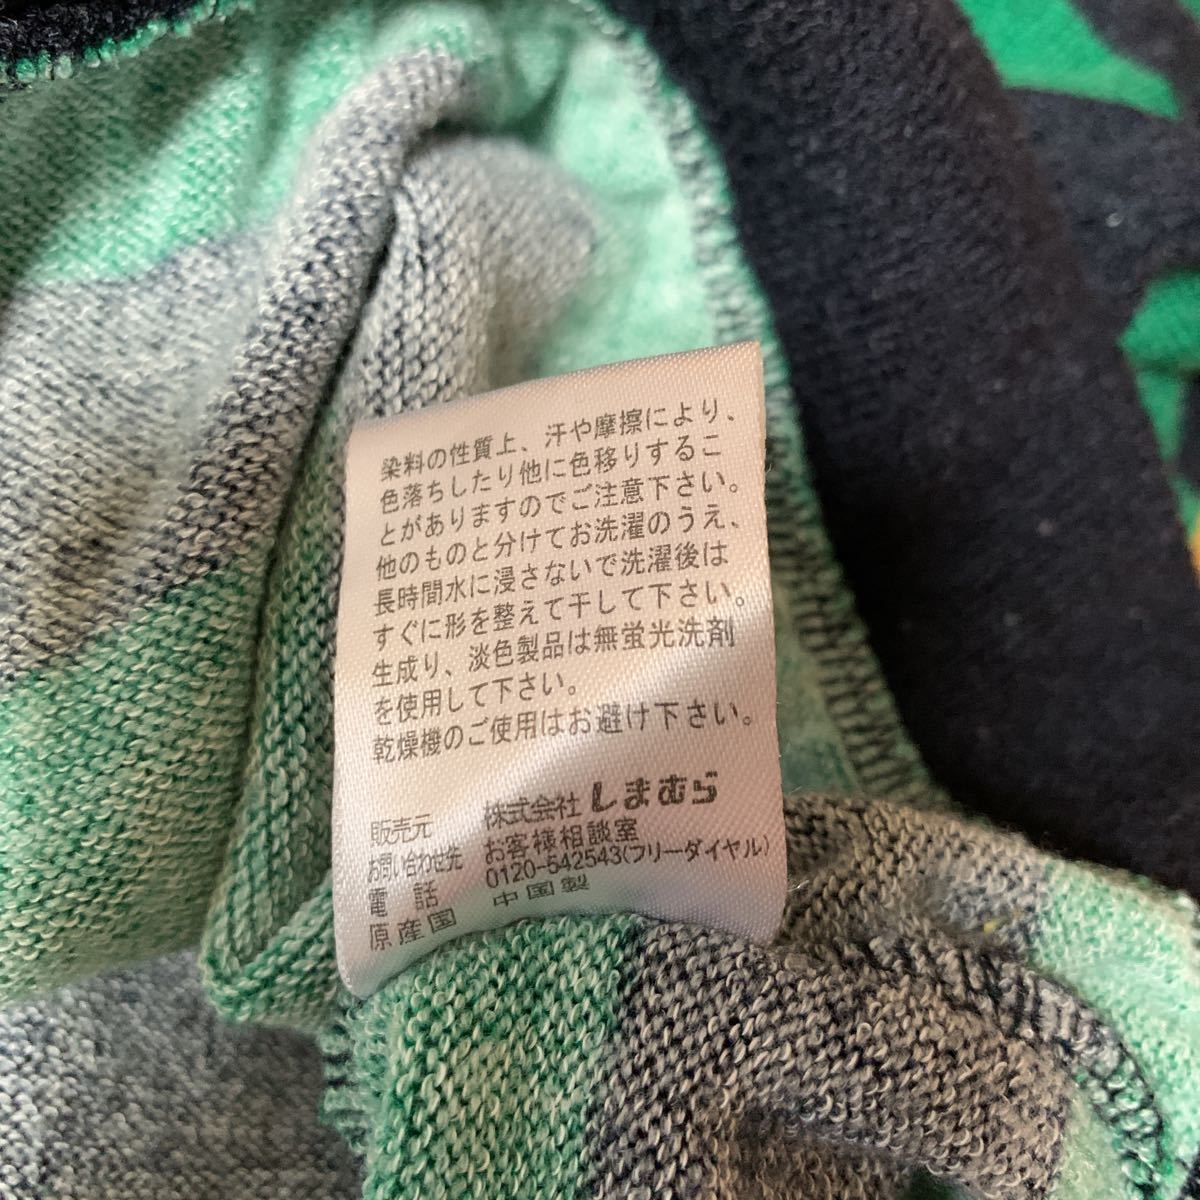 染料の性質上、汗や摩擦により、
色落ちしたり他に色移りするこ
とがありますのでご注意下さい。
他のものと分けてお洗濯のうえ、
長時間水に浸さないで洗濯後は
すぐに形を整えて干して下さい。
生成り、淡色製品は無蛍光洗剤
を使用して下さい。
乾燥機のご使用はお避け下さい。
販売元 株式会社 しまむら
お問い合わせ先 お客様相談室
電話 0120-542543(フリーダイヤル)
原産国 中国製